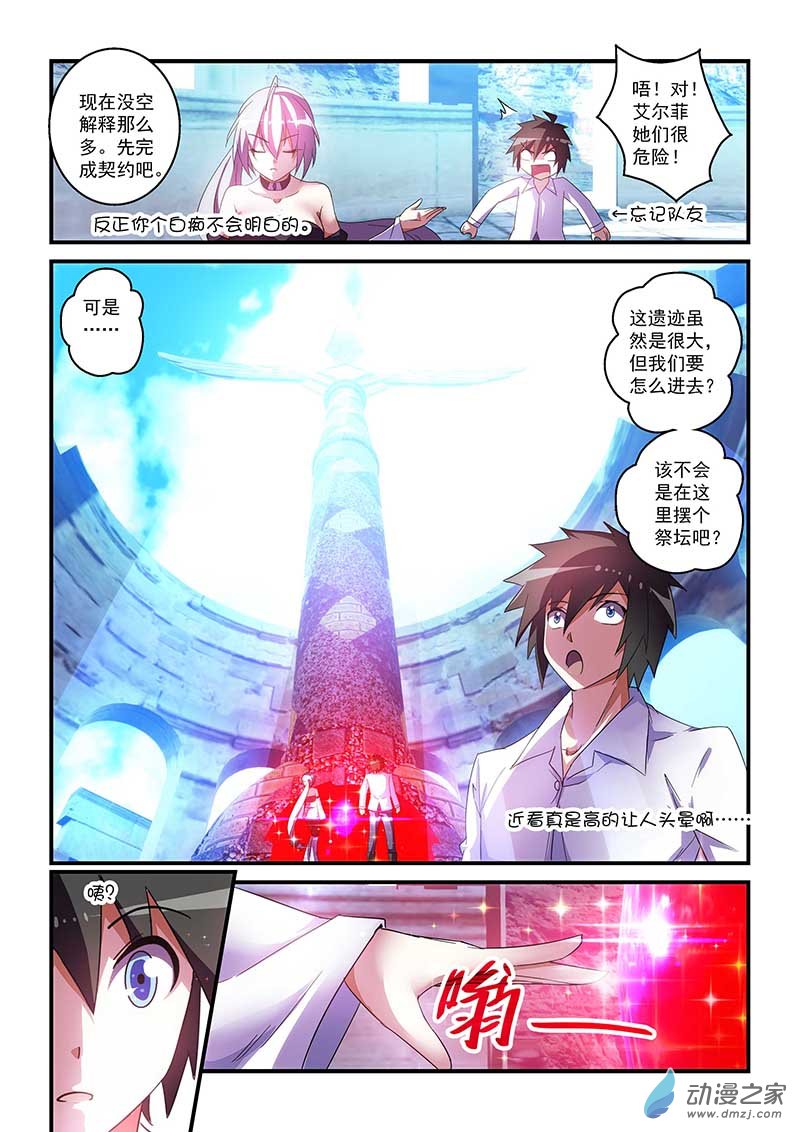 现在没空
解释那么
多。先完
成契约吧。
反正你个白痴不会明白的。
唔！对！
艾尔菲
她们很
危险！
←忘记队友
可是
……
这遗迹虽
然是很大，
但我们要
怎么进去？
该不会
是在这
里摆个
祭坛吧？
近看真是高的让人头晕啊……
咦？
嗡——
动漫之家
www.dmzj.com